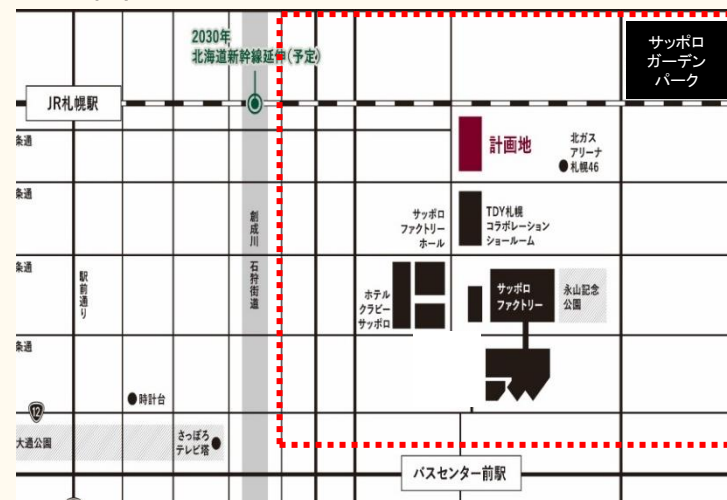 2030年
北海道新幹線延伸(予定)
サッポロ
ガーデン
パーク
JR札幌駅
条通
計画地
北ガス
アリーナ
札幌46
条通
創成川
石狩街道
サッポロ
ファクトリー
ホール
TDY札幌
コラボレーション
ショールーム
条通
駅前通り
ホテル
クラビー
サッポロ
サッポロ
ファクトリー
永山記念
公園
条通
時計台
12
大通公園
さっぽろ
テレビ塔
バスセンター前駅